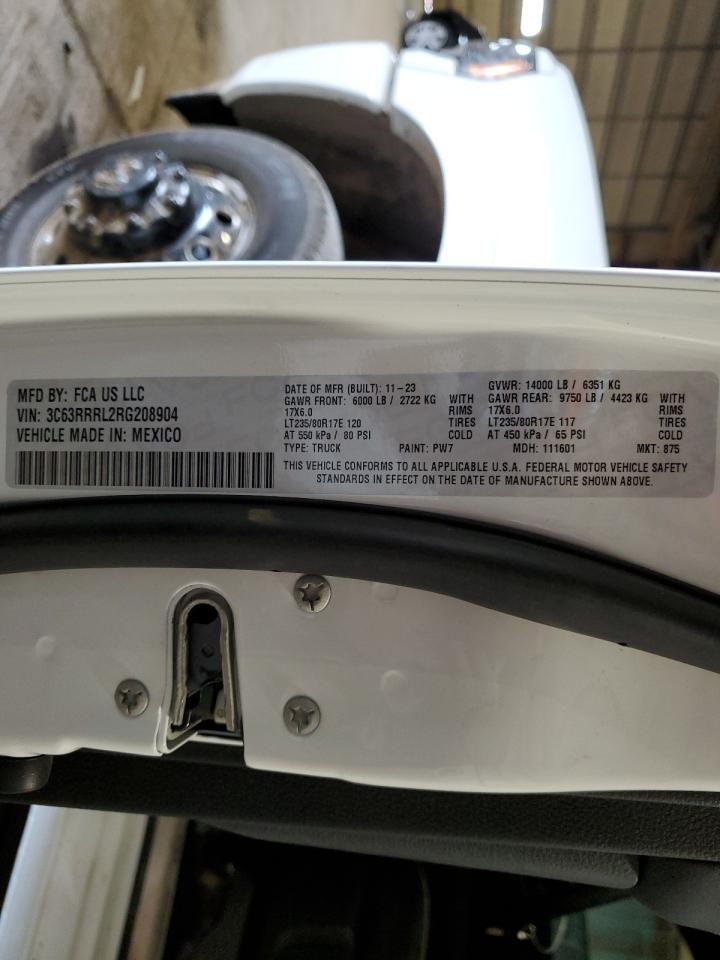 MFD BY: FCA US LLC
VIN: 3C63RRRL2RG208904
VEHICLE MADE IN: MEXICO
DATE OF MFR (BUILT): 11-23
GAWR FRONT: 6000 LB / 2722 KG WITH
17X6.0 RIMS
LT235/80R17E 120 TIRES
AT 550 kPa / 80 PSI COLD
TYPE: TRUCK PAINT: PW7
GVWR: 14000 LB / 6351 KG
GAWR REAR: 9750 LB / 4423 KG WITH
17X6.0 RIMS
LT235/80R17E 117 TIRES
AT 450 kPa / 65 PSI COLD
MDH: 111601 MKT: 875
THIS VEHICLE CONFORMS TO ALL APPLICABLE U.S.A. FEDERAL MOTOR VEHICLE SAFETY
STANDARDS IN EFFECT ON THE DATE OF MANUFACTURE SHOWN ABOVE.